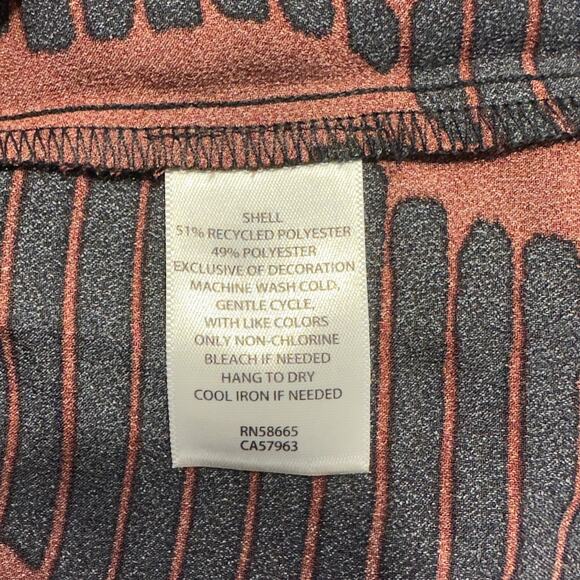 SHELL
51% RECYCLED POLYESTER
49% POLYESTER
EXCLUSIVE OF DECORATION
MACHINE WASH COLD,
GENTLE CYCLE,
WITH LIKE COLORS
ONLY NON-CHLORINE
BLEACH IF NEEDED
HANG TO DRY
COOL IRON IF NEEDED
RN58665
CA57963